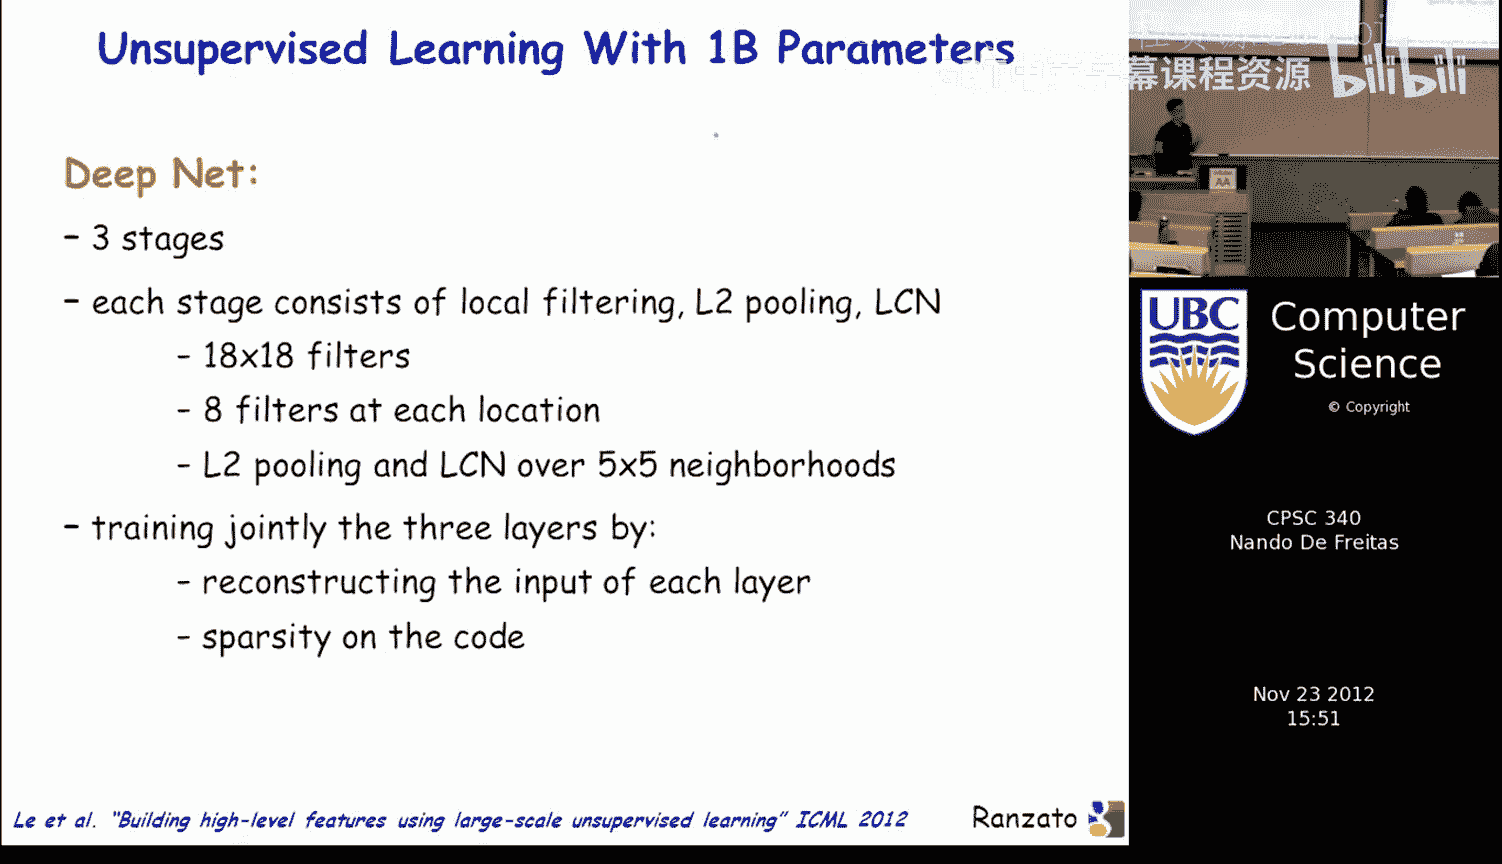 Unsupervised Learning With 1B Parameters
Deep Net:
- 3 stages
- each stage consists of local filtering, L2 pooling, LCN
- 18x18 filters
- 8 filters at each location
- L2 pooling and LCN over 5x5 neighborhoods
- training jointly the three layers by:
- reconstructing the input of each layer
- sparsity on the code
Le et al. "Building high-level features using large-scale unsupervised learning" ICML 2012
Ranzato
幕课程资源 bilibili
UBC
Computer
Science
© Copyright
CPSC 340
Nando De Freitas
Nov 23 2012
15:51